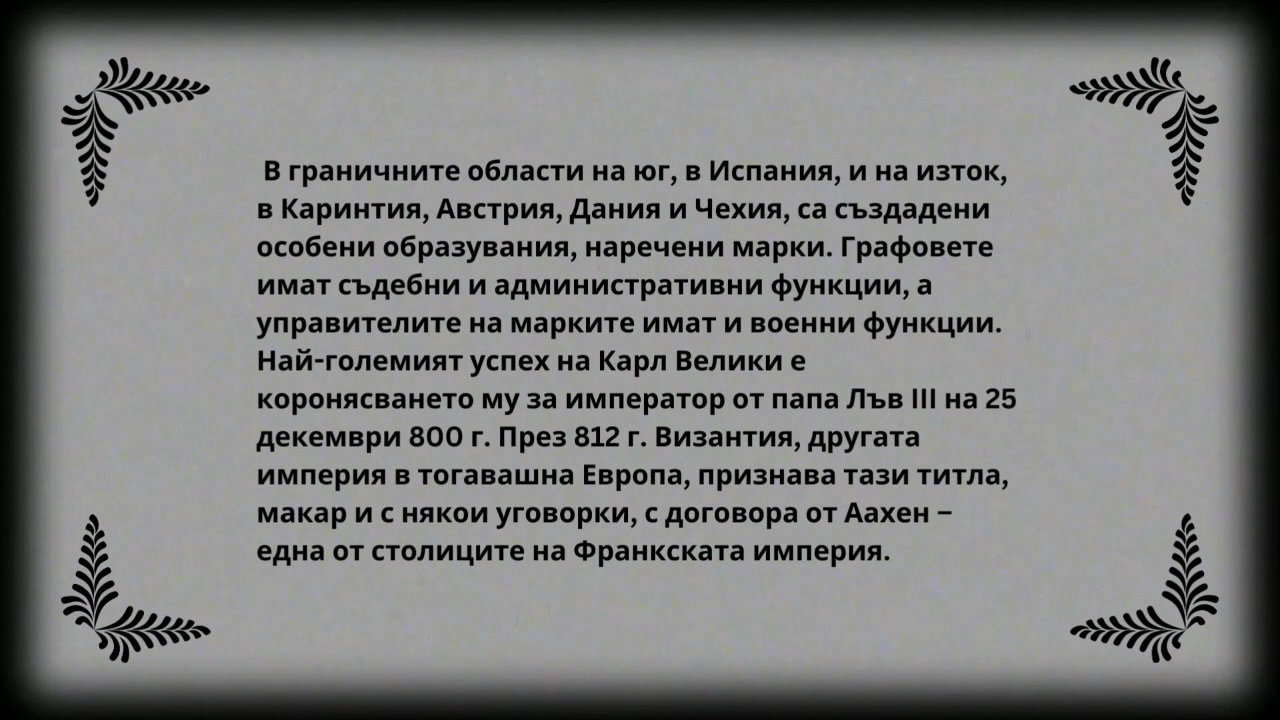 В граничните области на юг, в Испания, и на изток,
в Каринтия, Австрия, Дания и Чехия, са създадени
особени образувания, наречени марки. Графовете
имат съдебни и административни функции, а
управителите на марките имат и военни функции.
Най-големият успех на Карл Велики е
коронясването му за император от папа Лъв III на 25
декември 800 г. През 812 г. Византия, другата
империя в тогавашна Европа, признава тази титла,
макар и с някои уговорки, с договора от Аахен –
една от столиците на Франкската империя.